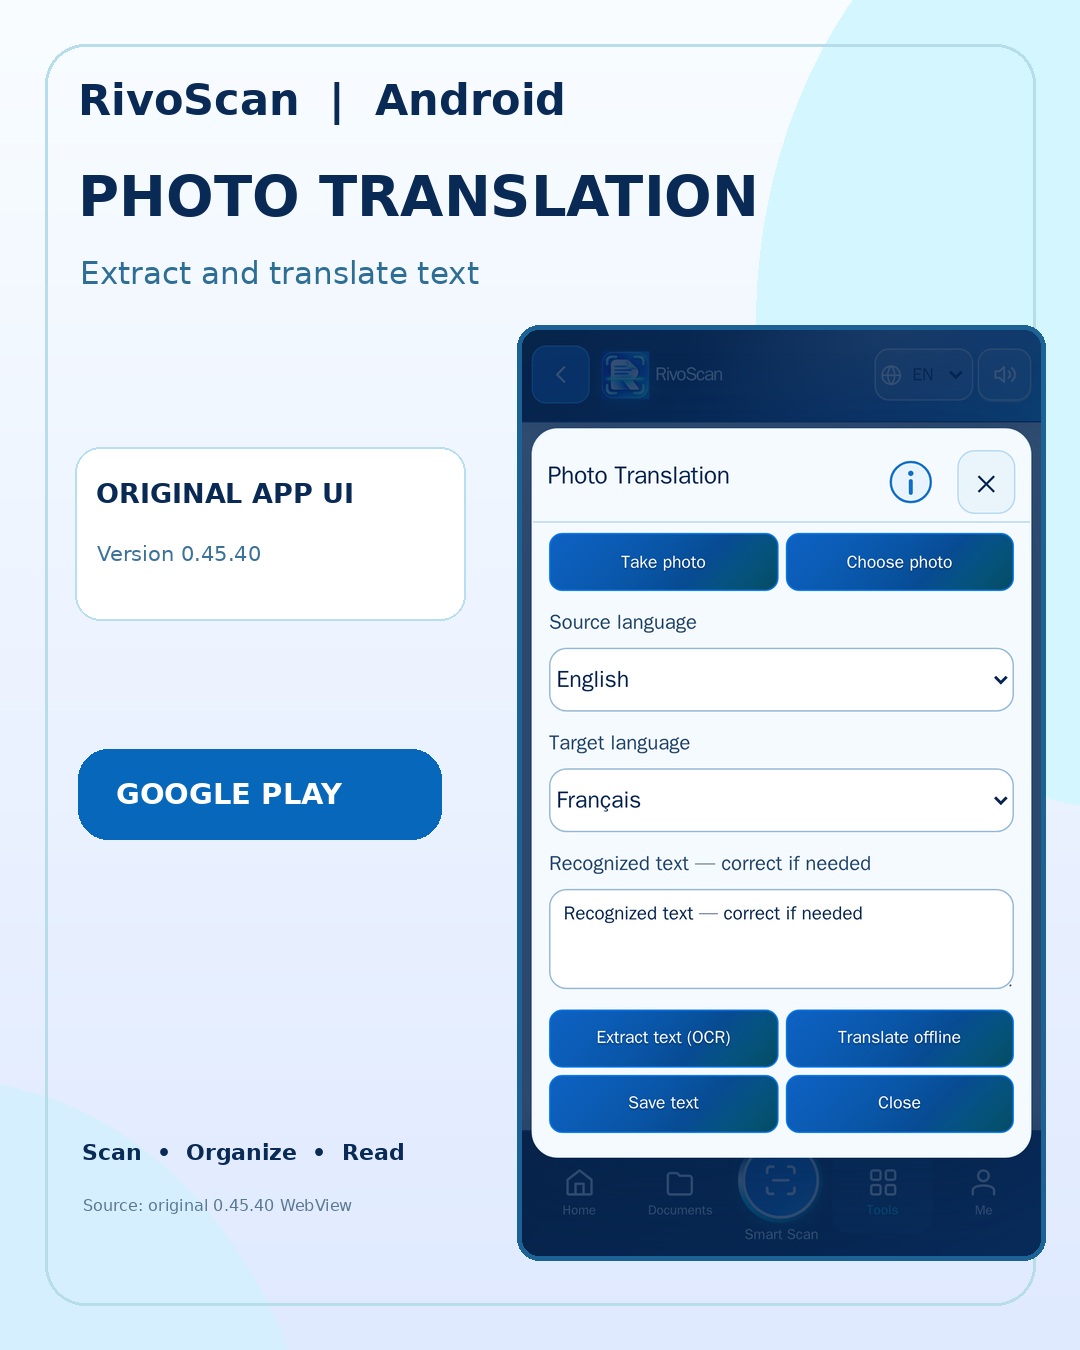 RivoScan | Android
PHOTO TRANSLATION
Extract and translate text
ORIGINAL APP UI
Version 0.45.40
GOOGLE PLAY
Scan • Organize • Read
Source: original 0.45.40 WebView
RivoScan
EN
Photo Translation
Take photo
Choose photo
Source language
English
Target language
Français
Recognized text — correct if needed
Recognized text — correct if needed
Extract text (OCR)
Translate offline
Save text
Close
Home
Documents
Smart Scan
Tools
Me